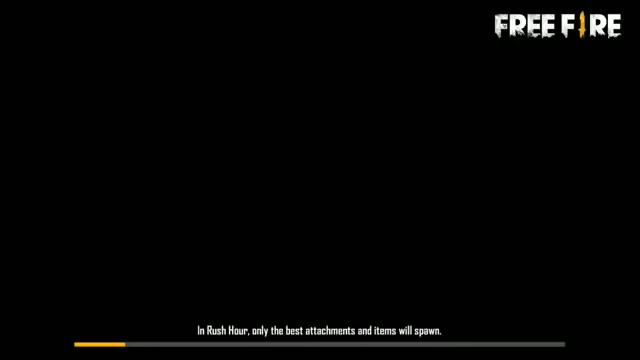 FREE FIRE
In Rush Hour, only the best attachments and items will spawn.